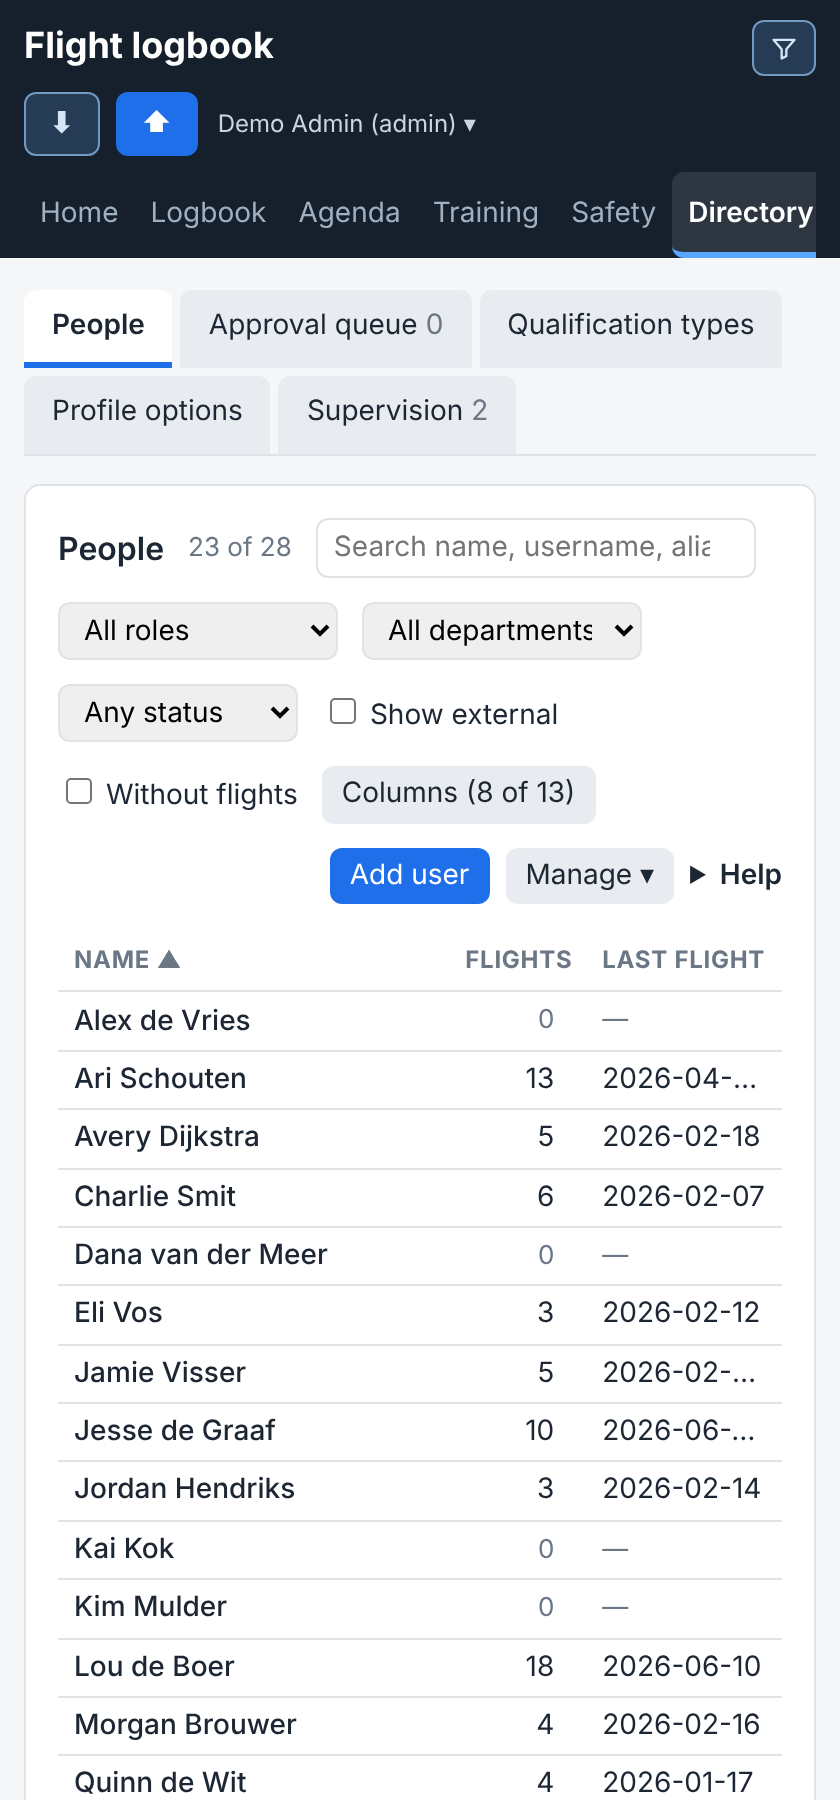 Flight logbook
⬇ ⬆ Demo Admin (admin) ▾
Home Logbook Agenda Training Safety Directory
People Approval queue 0 Qualification types
Profile options Supervision 2
People 23 of 28 Search name, username, alia
All roles All departments
Any status Show external
Without flights Columns (8 of 13)
Add user Manage ▾ ▶ Help
NAME ▲ FLIGHTS LAST FLIGHT
Alex de Vries 0 —
Ari Schouten 13 2026-04-...
Avery Dijkstra 5 2026-02-18
Charlie Smit 6 2026-02-07
Dana van der Meer 0 —
Eli Vos 3 2026-02-12
Jamie Visser 5 2026-02-...
Jesse de Graaf 10 2026-06-...
Jordan Hendriks 3 2026-02-14
Kai Kok 0 —
Kim Mulder 0 —
Lou de Boer 18 2026-06-10
Morgan Brouwer 4 2026-02-16
Quinn de Wit 4 2026-01-17